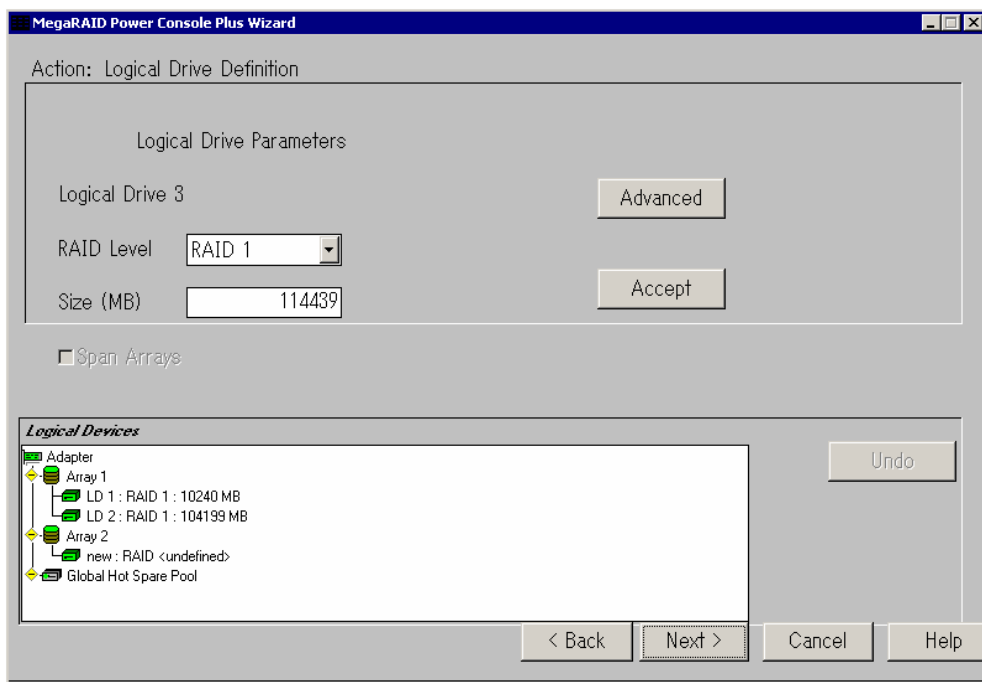 MegaRAID Power Console Plus Wizard
Action: Logical Drive Definition
Logical Drive Parameters
Logical Drive 3
Advanced
RAID Level
RAID 1
Size (MB)
114439
Accept
Span Arrays
Logical Devices
Adapter
Array 1
LD 1 : RAID 1 : 10240 MB
LD 2 : RAID 1 : 104199 MB
Array 2
new : RAID <undefined>
Global Hot Spare Pool
Undo
< Back
Next >
Cancel
Help